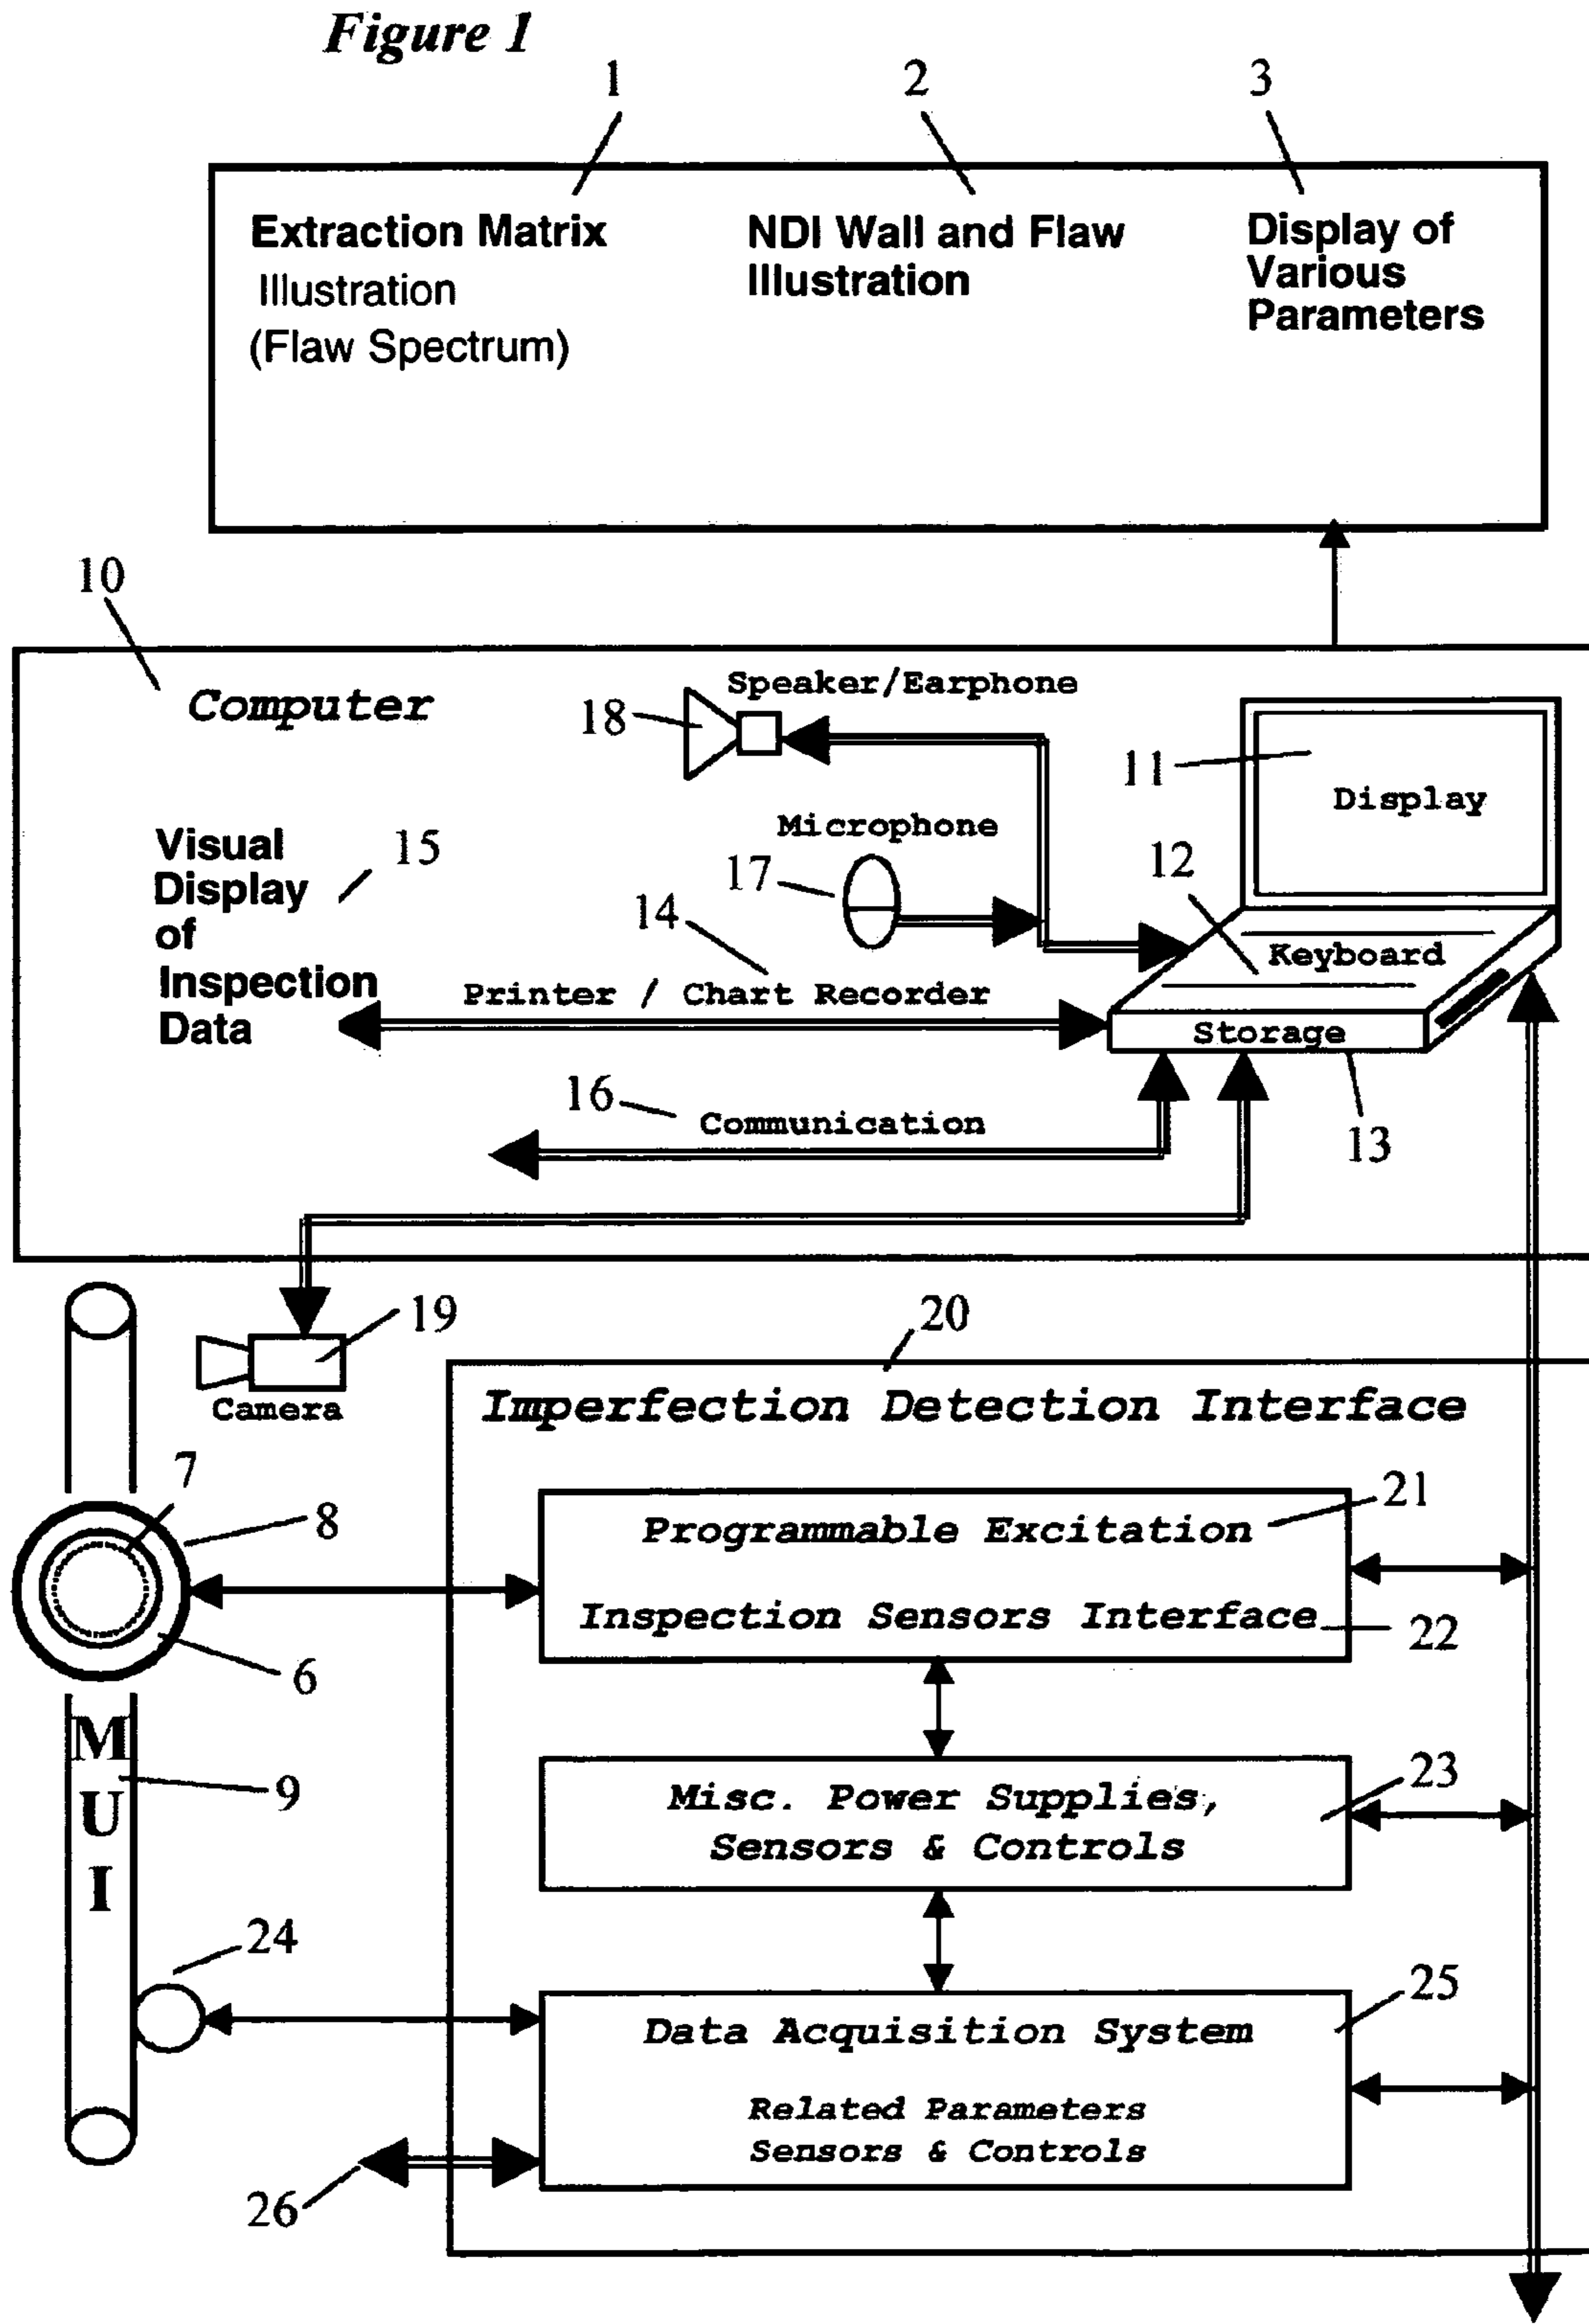 Figure 1
1
2
3
Extraction Matrix
Illustration
(Flaw Spectrum)
NDI Wall and Flaw
Illustration
Display of
Various
Parameters
10
Computer
Speaker/Earphone
18
11
Display
Microphone
17
12
Keyboard
Visual
Display
of
Inspection
Data
15
14
Printer / Chart Recorder
Storage
16
Communication
13
19
Camera
20
Imperfection Detection Interface
7
8
6
21
Programmable Excitation
Inspection Sensors Interface
22
M
U
I
9
23
Misc. Power Supplies,
Sensors & Controls
24
25
Data Acquisition System
Related Parameters
Sensors & Controls
26